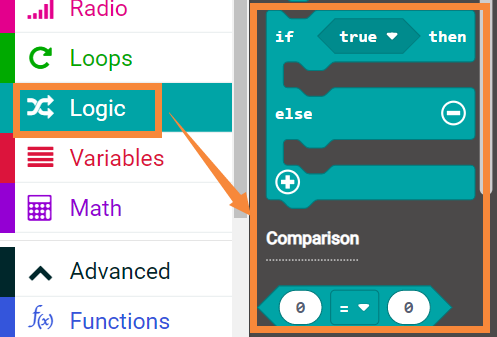 Radio
Loops
Logic
Variables
Math
Advanced
f(x) Functions
if true then
else
Comparison
0 = 0